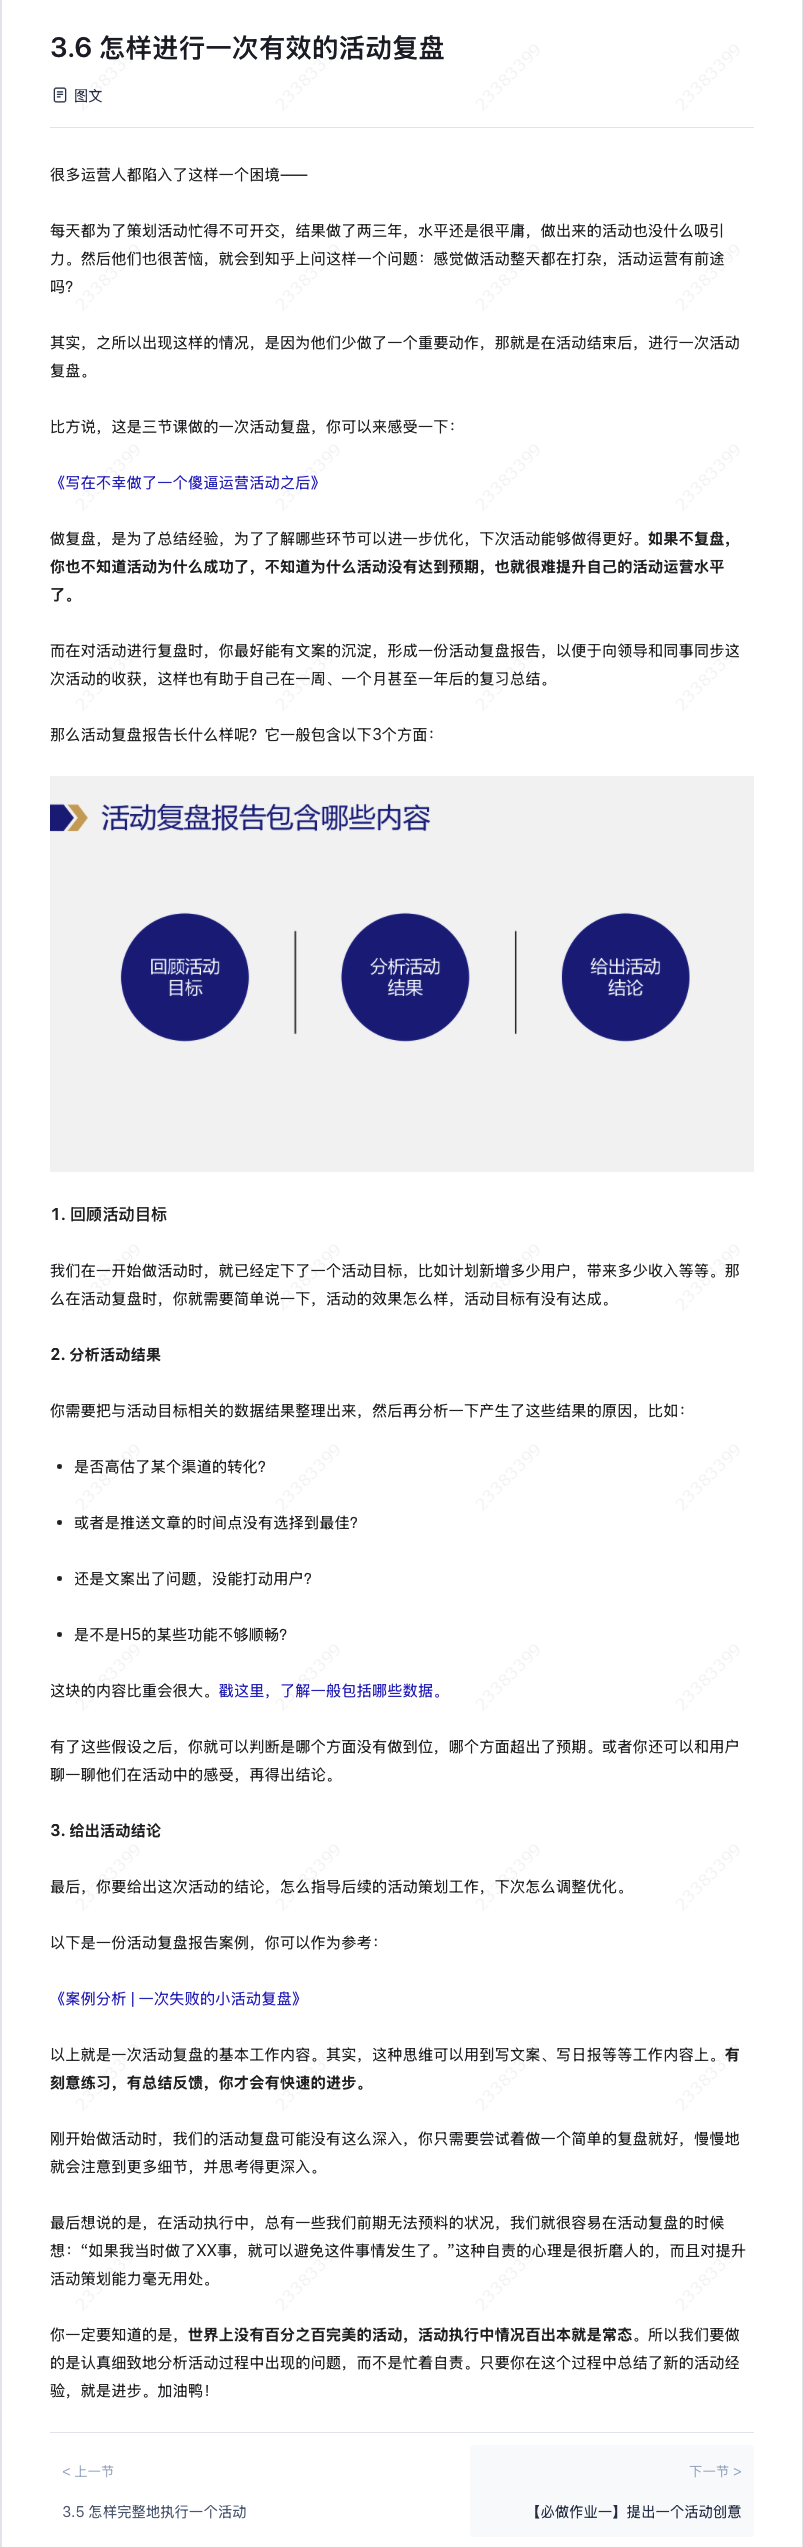 3.6 怎样进行一次有效的活动复盘
图文
很多运营人都陷入了这样一个困境——
每天都为了策划活动忙得不可开交，结果做了两三年，水平还是很平庸，做出来的活动也没什么吸引
力。然后他们也很苦恼，就会到知乎上问这样一个问题：感觉做活动整天都在打杂，活动运营有前途
吗？
其实，之所以出现这样的情况，是因为他们少做了一个重要动作，那就是在活动结束后，进行一次活动
复盘。
比方说，这是三节课做的一次活动复盘，你可以来感受一下：
《写在不幸做了一个傻逼运营活动之后》
做复盘，是为了总结经验，为了了解哪些环节可以进一步优化，下次活动能够做得更好。如果不复盘，
你也不知道活动为什么成功了，不知道为什么活动没有达到预期，也就很难提升自己的活动运营水平
了。
而在对活动进行复盘时，你最好能有文案的沉淀，形成一份活动复盘报告，以便于向领导和同事同步这
次活动的收获，这样也有助于自己在一周、一个月甚至一年后的复习总结。
那么活动复盘报告长什么样呢？它一般包含以下3个方面：
活动复盘报告包含哪些内容
回顾活动
目标
分析活动
结果
给出活动
结论
1. 回顾活动目标
我们在一开始做活动时，就已经定下了一个活动目标，比如计划新增多少用户，带来多少收入等等。那
么在活动复盘时，你就需要简单说一下，活动的效果怎么样，活动目标有没有达成。
2. 分析活动结果
你需要把与活动目标相关的数据结果整理出来，然后再分析一下产生了这些结果的原因，比如：
• 是否高估了某个渠道的转化？
• 或者是推送文章的时间点没有选择到最佳？
• 还是文案出了问题，没能打动用户？
• 是不是H5的某些功能不够顺畅？
这块的内容比重会很大。戳这里，了解一般包括哪些数据。
有了这些假设之后，你就可以判断是哪个方面没有做到位，哪个方面超出了预期。或者你还可以和用户
聊一聊他们在活动中的感受，再得出结论。
3. 给出活动结论
最后，你要给出这次活动的结论，怎么指导后续的活动策划工作，下次怎么调整优化。
以下是一份活动复盘报告案例，你可以作为参考：
《案例分析 | 一次失败的小活动复盘》
以上就是一次活动复盘的基本工作内容。其实，这种思维可以用到写文案、写日报等等工作内容上。有
刻意练习，有总结反馈，你才会有快速的进步。
刚开始做活动时，我们的活动复盘可能没有这么深入，你只需要尝试着做一个简单的复盘就好，慢慢地
就会注意到更多细节，并思考得更深入。
最后想说的是，在活动执行中，总有一些我们前期无法预料的状况，我们就很容易在活动复盘的时候
想：“如果我当时做了XX事，就可以避免这件事情发生了。”这种自责的心理是很折磨人的，而且对提升
活动策划能力毫无用处。
你一定要知道的是，世界上没有百分之百完美的活动，活动执行中情况百出本就是常态。所以我们要做
的是认真细致地分析活动过程中出现的问题，而不是忙着自责。只要你在这个过程中总结了新的活动经
验，就是进步。加油鸭！
< 上一节
3.5 怎样完整地执行一个活动
下一节 >
【必做作业一】提出一个活动创意
23383399